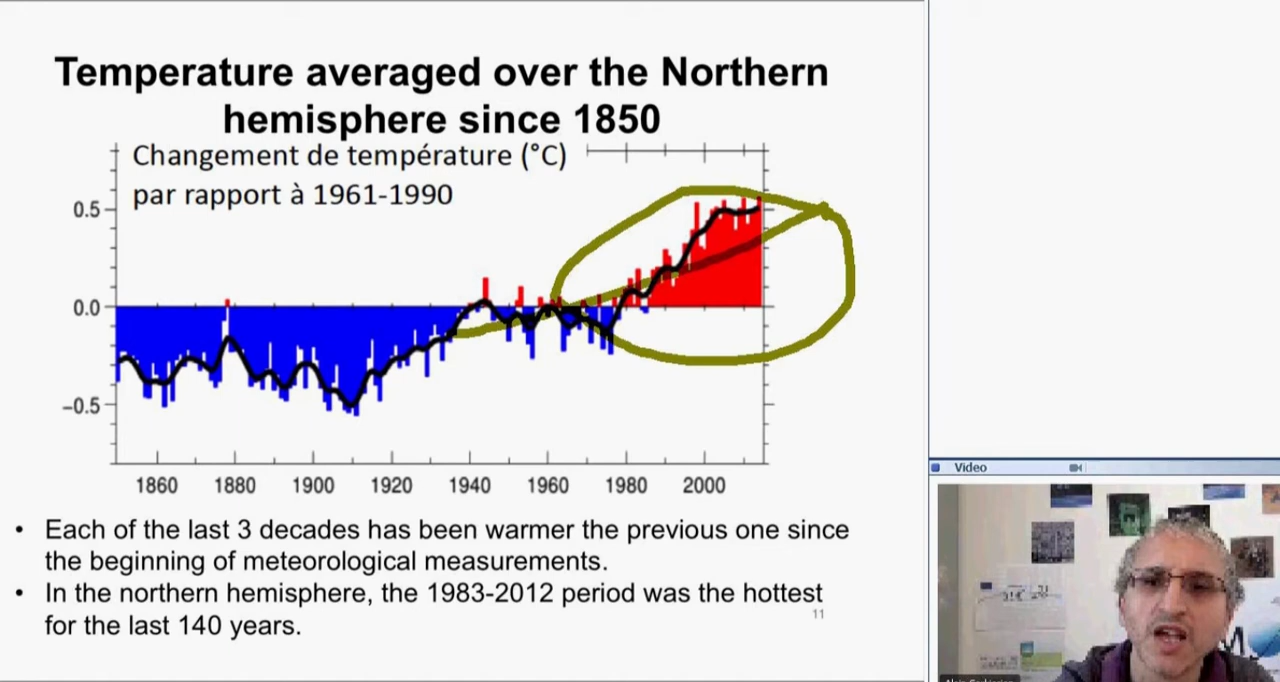 Temperature averaged over the Northern
hemisphere since 1850
Changement de température (°C)
par rapport à 1961-1990
0.5
0.0
−0.5
1860 1880 1900 1920 1940 1960 1980 2000
• Each of the last 3 decades has been warmer the previous one since
the beginning of meteorological measurements.
• In the northern hemisphere, the 1983-2012 period was the hottest
for the last 140 years.
11
Video